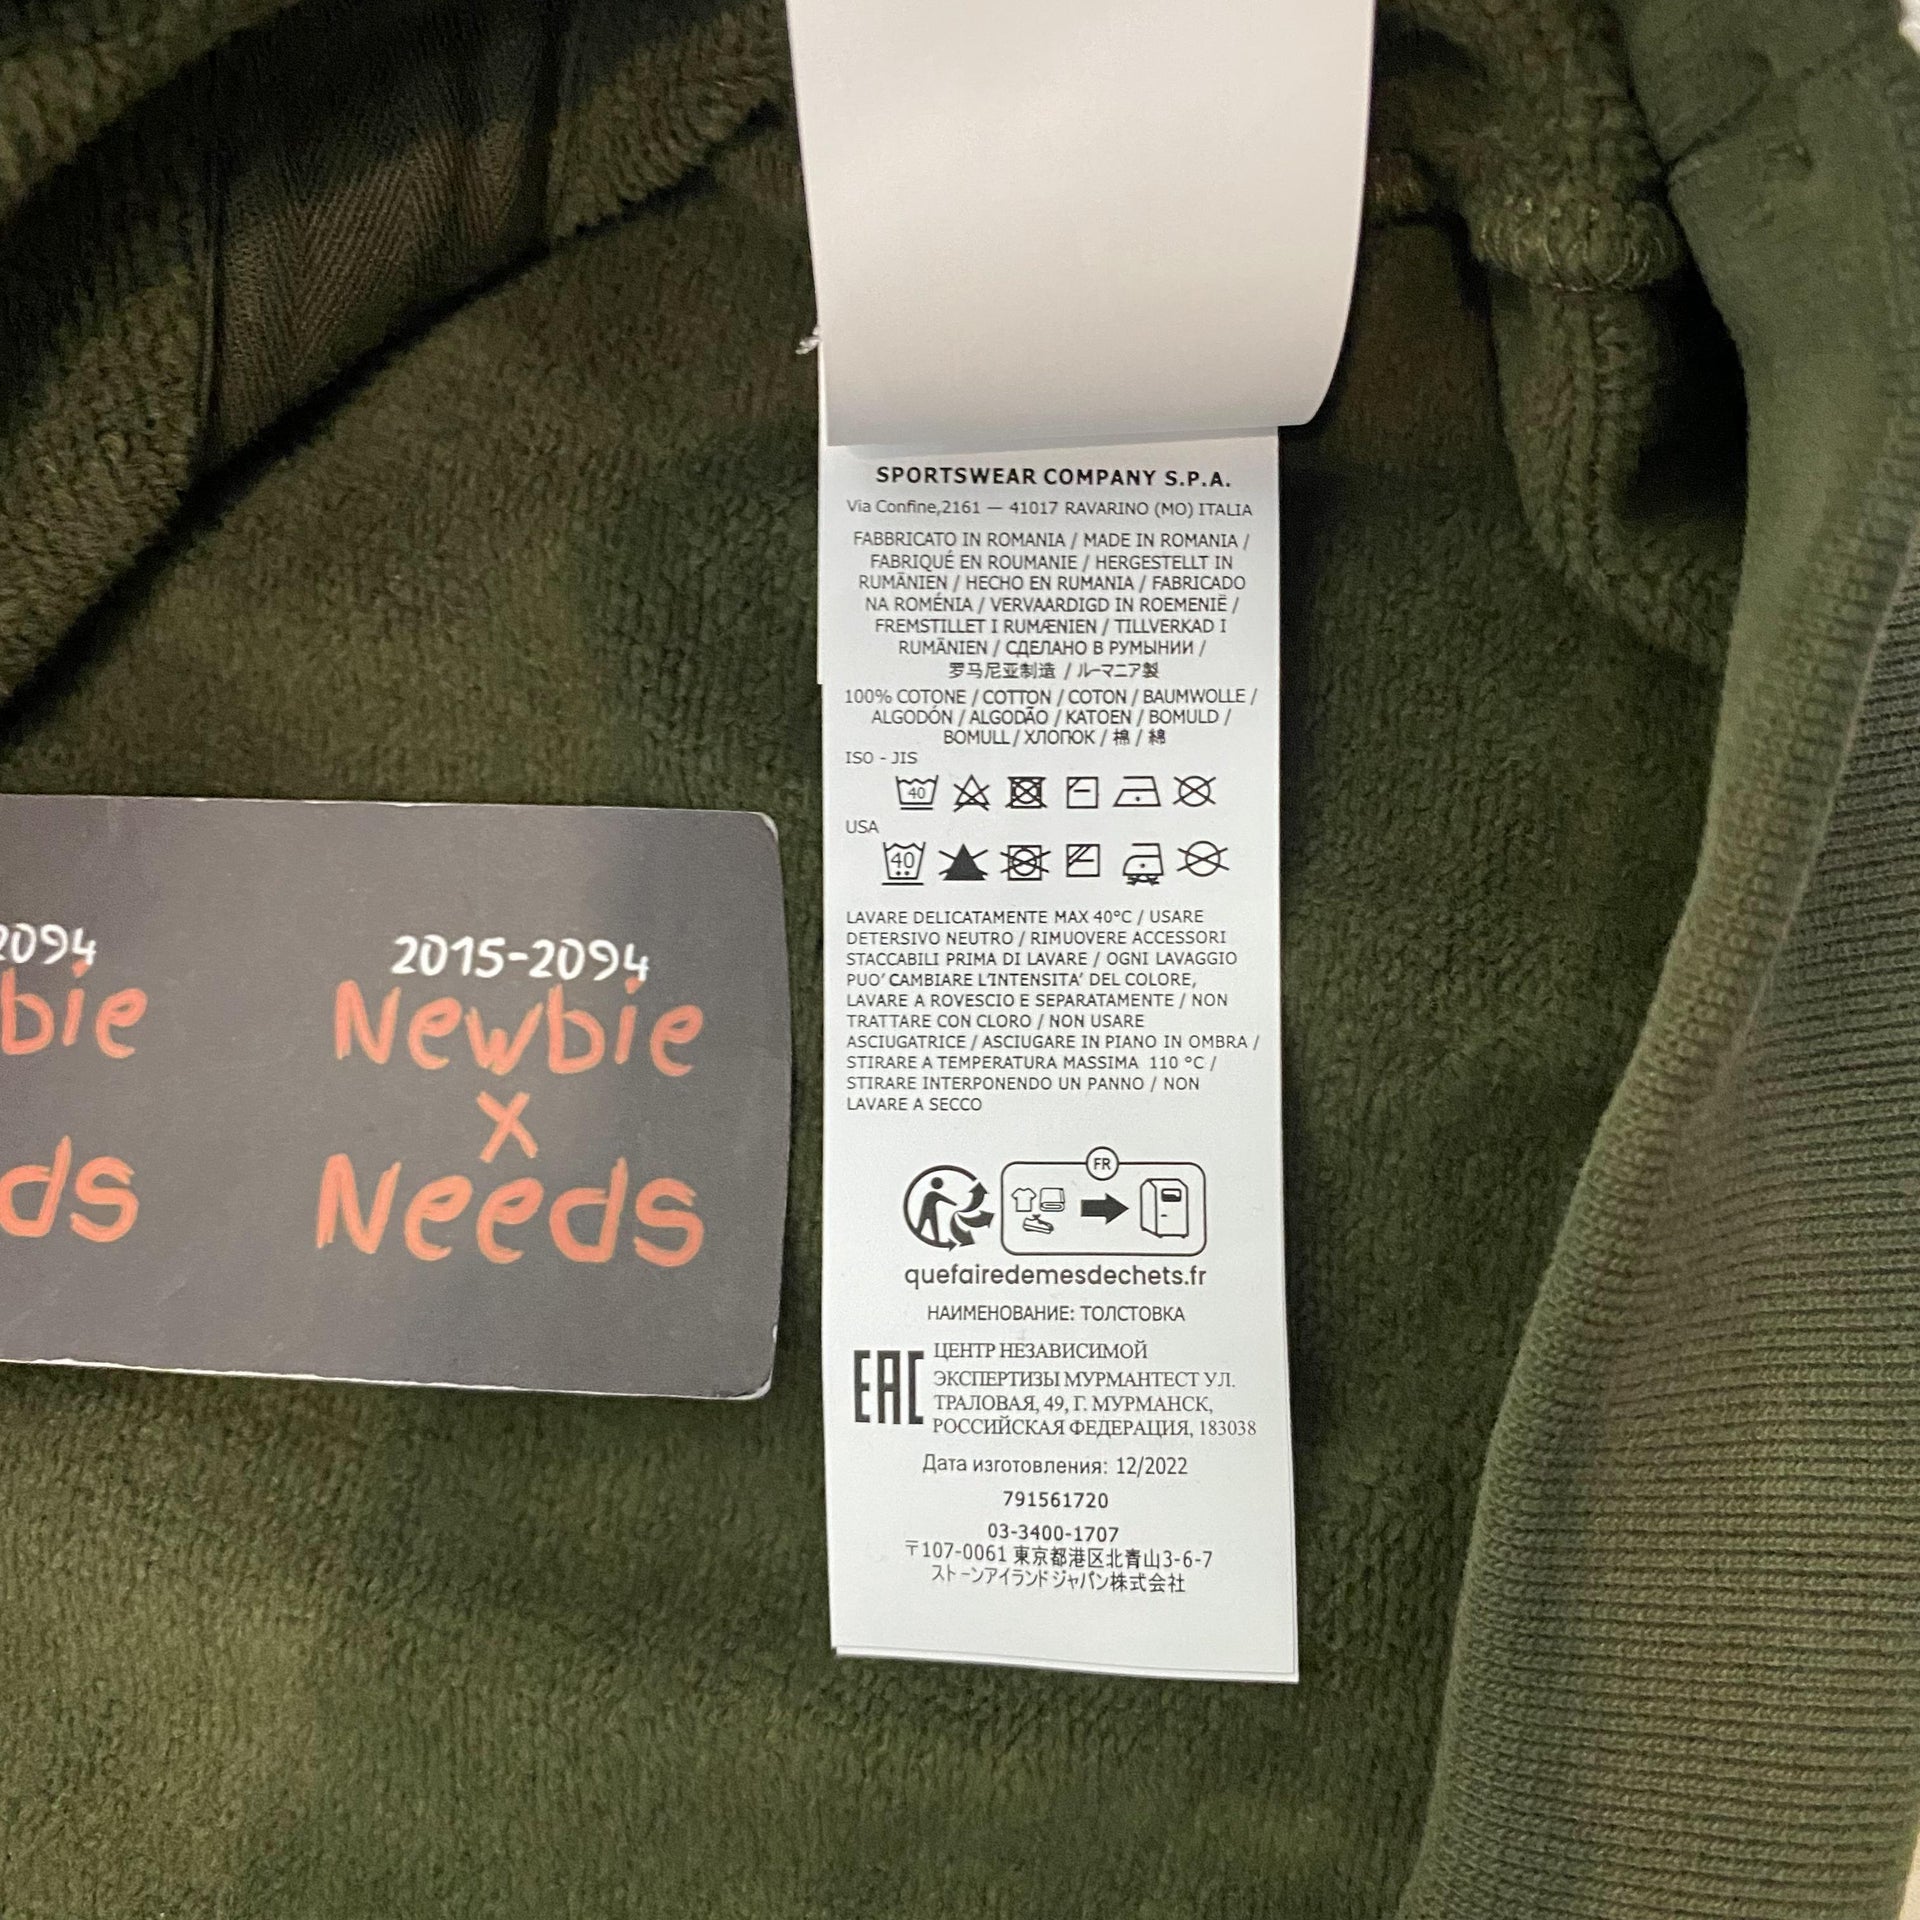 SPORTSWEAR COMPANY S.P.A.
Via Confine,2161 — 41017 RAVARINO (MO) ITALIA
FABBRICATO IN ROMANIA / MADE IN ROMANIA /
FABRIQUÉ EN ROUMANIE / HERGESTELLT IN
RUMÄNIEN / HECHO EN RUMANIA / FABRICADO
NA ROMÉNIA / VERVAARDIGD IN ROEMENIË /
FREMSTILLET I RUMÆNIEN / TILLVERKAD I
RUMÄNIEN / СДЕЛАНО В РУМЫНИИ /
罗马尼亚制造 / ルーマニア製
100% COTONE / COTTON / COTON / BAUMWOLLE /
ALGODÓN / ALGODÃO / KATOEN / BOMULD /
BOMULL / ХЛОПОК / 棉 / 綿
ISO - JIS
40
USA
40
LAVARE DELICATAMENTE MAX 40°C / USARE
DETERSIVO NEUTRO / RIMUOVERE ACCESSORI
STACCABILI PRIMA DI LAVARE / OGNI LAVAGGIO
PUO' CAMBIARE L'INTENSITA' DEL COLORE,
LAVARE A ROVESCIO E SEPARATAMENTE / NON
TRATTARE CON CLORO / NON USARE
ASCIUGATRICE / ASCIUGARE IN PIANO IN OMBRA /
STIRARE A TEMPERATURA MASSIMA 110 °C /
STIRARE INTERPONENDO UN PANNO / NON
LAVARE A SECCO
FR
quefairedemesdechets.fr
НАИМЕНОВАНИЕ: ТОЛСТОВКА
EAC
ЦЕНТР НЕЗАВИСИМОЙ
ЭКСПЕРТИЗЫ МУРМАНТЕСТ УЛ.
ТРАЛОВАЯ, 49, Г. МУРМАНСК,
РОССИЙСКАЯ ФЕДЕРАЦИЯ, 183038
Дата изготовления: 12/2022
791561720
03-3400-1707
〒107-0061 東京都港区北青山3-6-7
ストーンアイランドジャパン株式会社
2094
bie
ds
2015-2094
Newbie
x
Needs